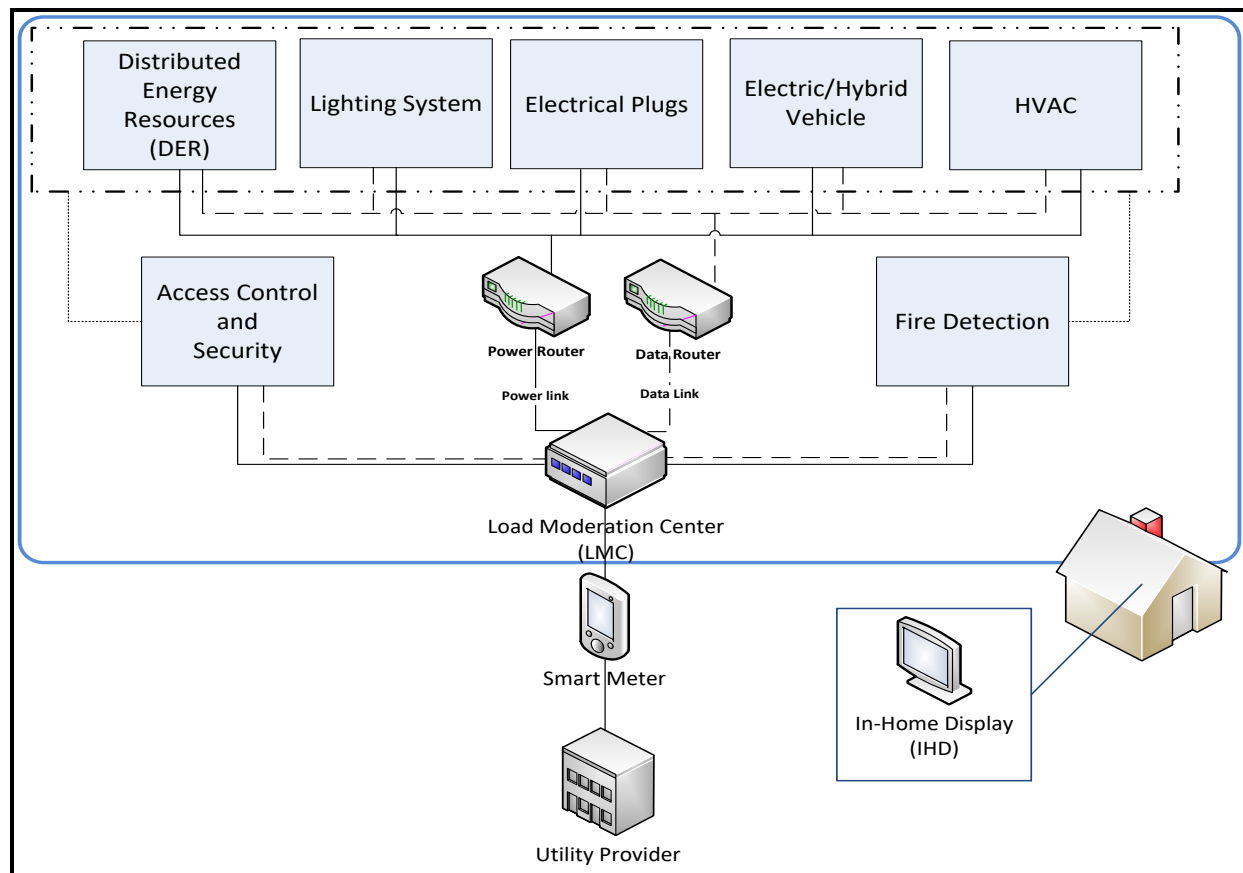 Distributed
Energy
Resources
(DER)
Lighting System
Electrical Plugs
Electric/Hybrid
Vehicle
HVAC
Access Control
and
Security
Fire Detection
Power Router
Data Router
Power link
Data Link
Load Moderation Center
(LMC)
Smart Meter
In-Home Display
(IHD)
Utility Provider